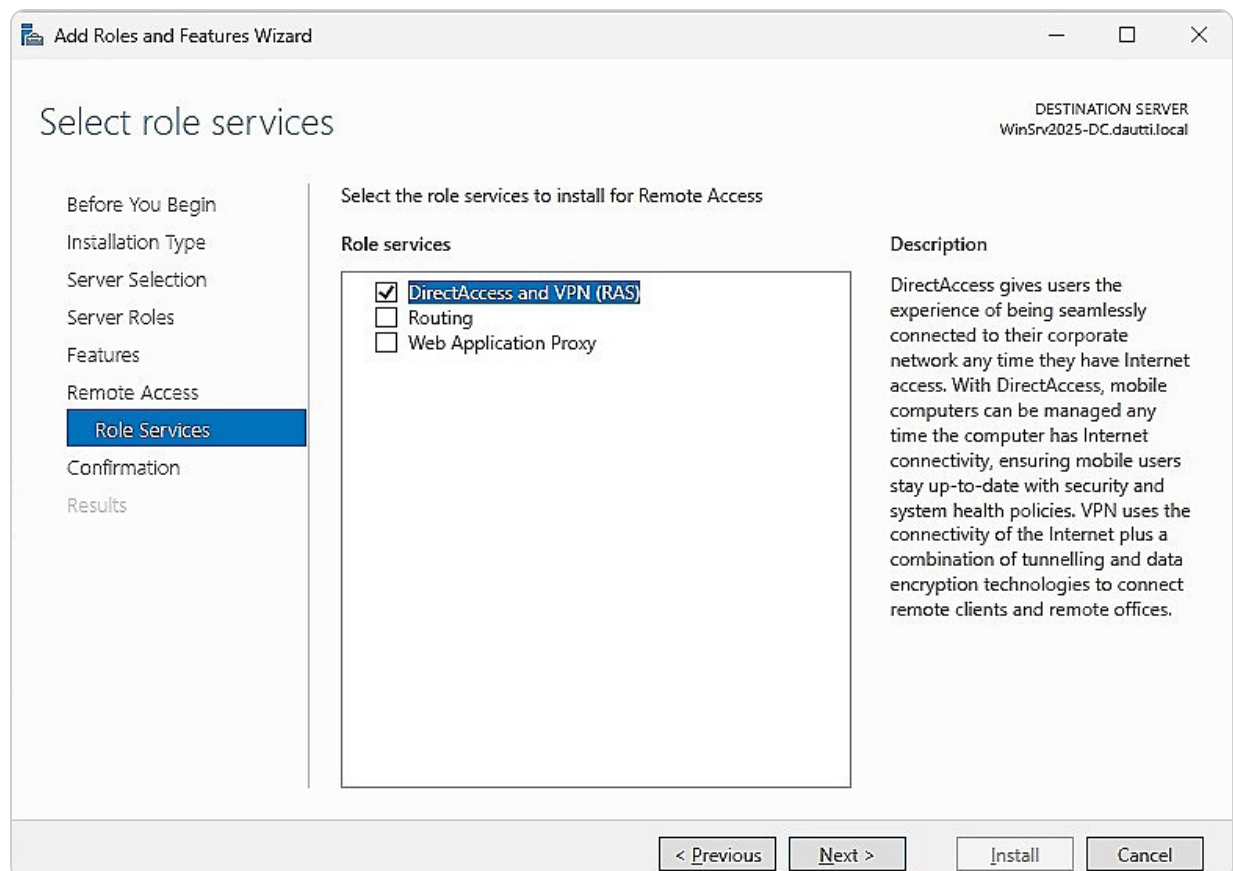 Add Roles and Features Wizard
Select role services
DESTINATION SERVER
WinSrv2025-DC.dautti.local
Before You Begin
Installation Type
Server Selection
Server Roles
Features
Remote Access
Role Services
Confirmation
Results
Select the role services to install for Remote Access
Role services
DirectAccess and VPN (RAS)
Routing
Web Application Proxy
Description
DirectAccess gives users the
experience of being seamlessly
connected to their corporate
network any time they have Internet
access. With DirectAccess, mobile
computers can be managed any
time the computer has Internet
connectivity, ensuring mobile users
stay up-to-date with security and
system health policies. VPN uses the
connectivity of the Internet plus a
combination of tunnelling and data
encryption technologies to connect
remote clients and remote offices.
< Previous
Next >
Install
Cancel